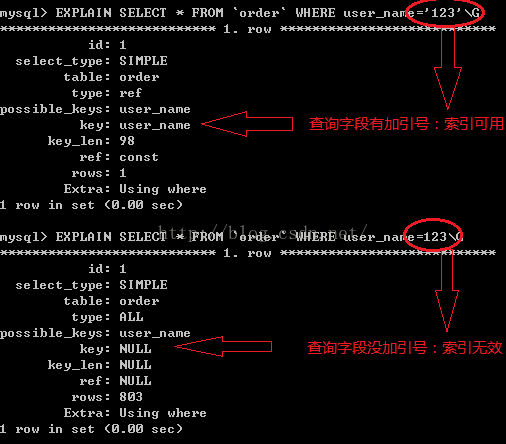 mysql> EXPLAIN SELECT * FROM `order` WHERE user_name='123'\G
*************************** 1. row ***************************
id: 1
select_type: SIMPLE
table: order
type: ref
possible_keys: user_name
key: user_name
查询字段有加引号：索引可用
key_len: 98
ref: const
rows: 1
Extra: Using where
1 row in set (0.00 sec)
http://blog.csdn.net/
mysql> EXPLAIN SELECT * FROM `order` WHERE user_name=123\G
*************************** 1. row ***************************
id: 1
select_type: SIMPLE
table: order
type: ALL
possible_keys: user_name
key: NULL
查询字段没加引号：索引无效
key_len: NULL
ref: NULL
rows: 803
Extra: Using where
1 row in set (0.00 sec)